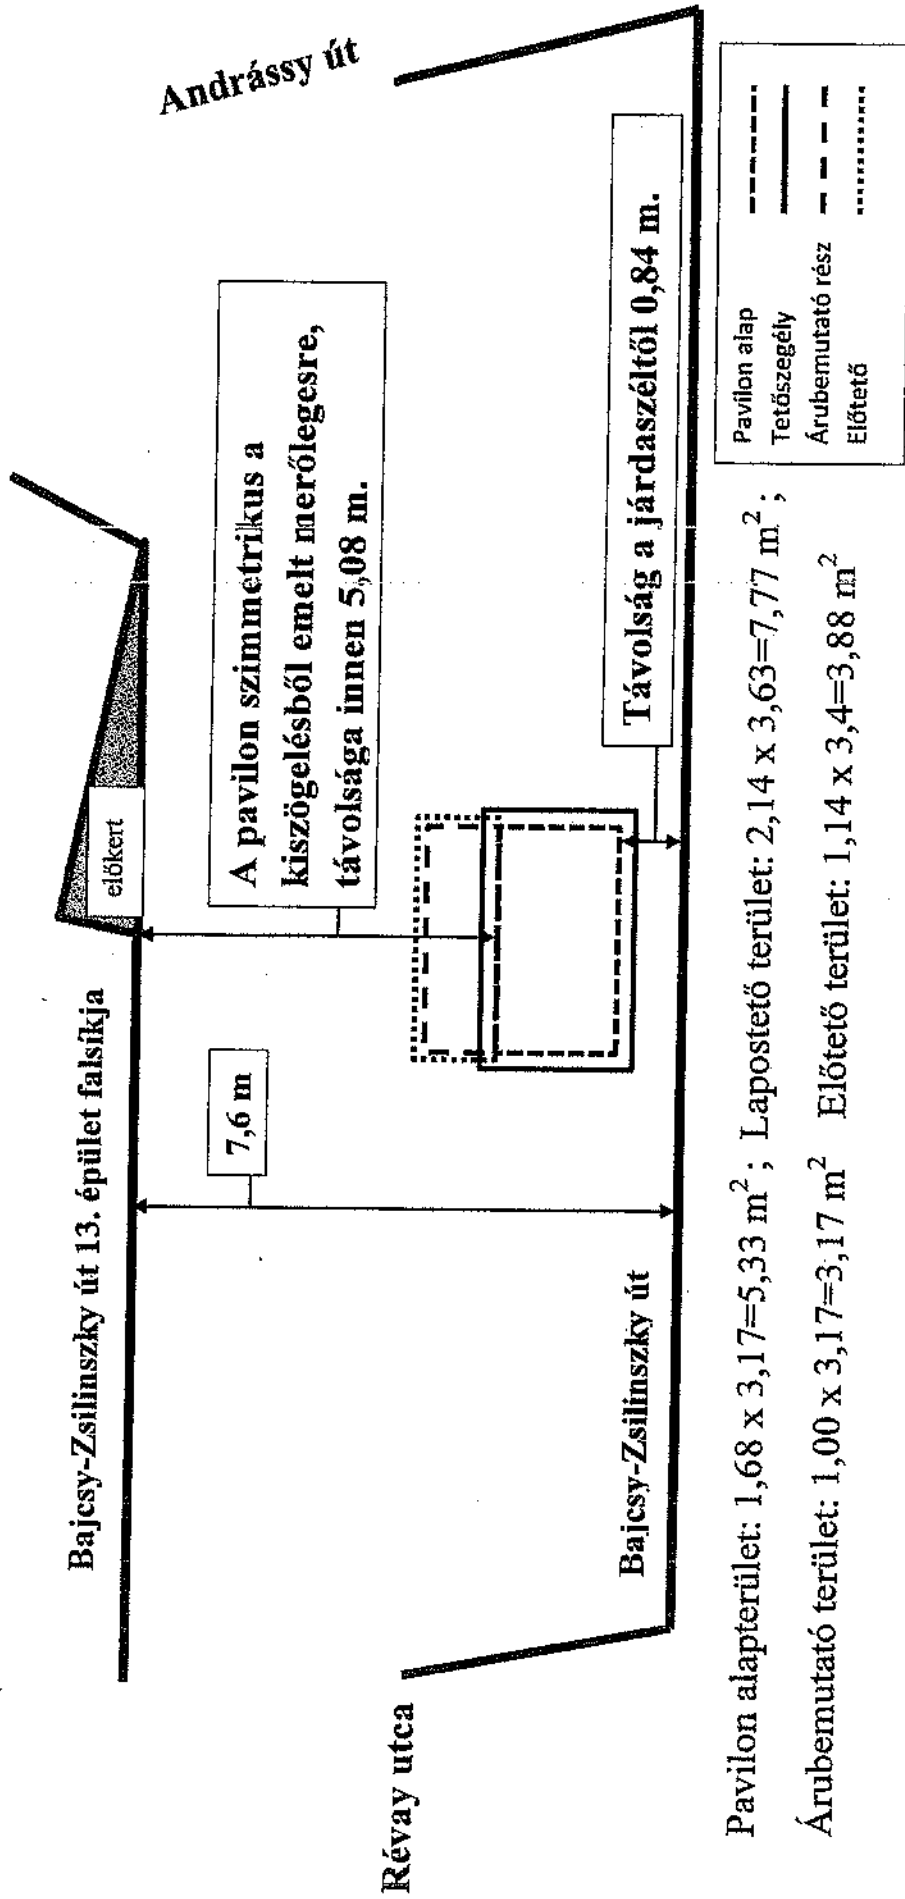 Andrássy út
Bajcsy-Zsilinszky út 13. épület falsíkja
előkert
A pavilon szimmetrikus a
kiszögelésből emelt merőlegesre,
távolsága innen 5,08 m.
7,6 m
Távolság a járdaszéltől 0,84 m.
Révay utca
Bajcsy-Zsilinszky út
Pavilon alap
Tetőszegély
Árubemutató rész
Előtető
Pavilon alapterület: 1,68 x 3,17=5,33 m²; Lapostető terület: 2,14 x 3,63=7,77 m²;
Árubemutató terület: 1,00 x 3,17=3,17 m² Előtető terület: 1,14 x 3,4=3,88 m²